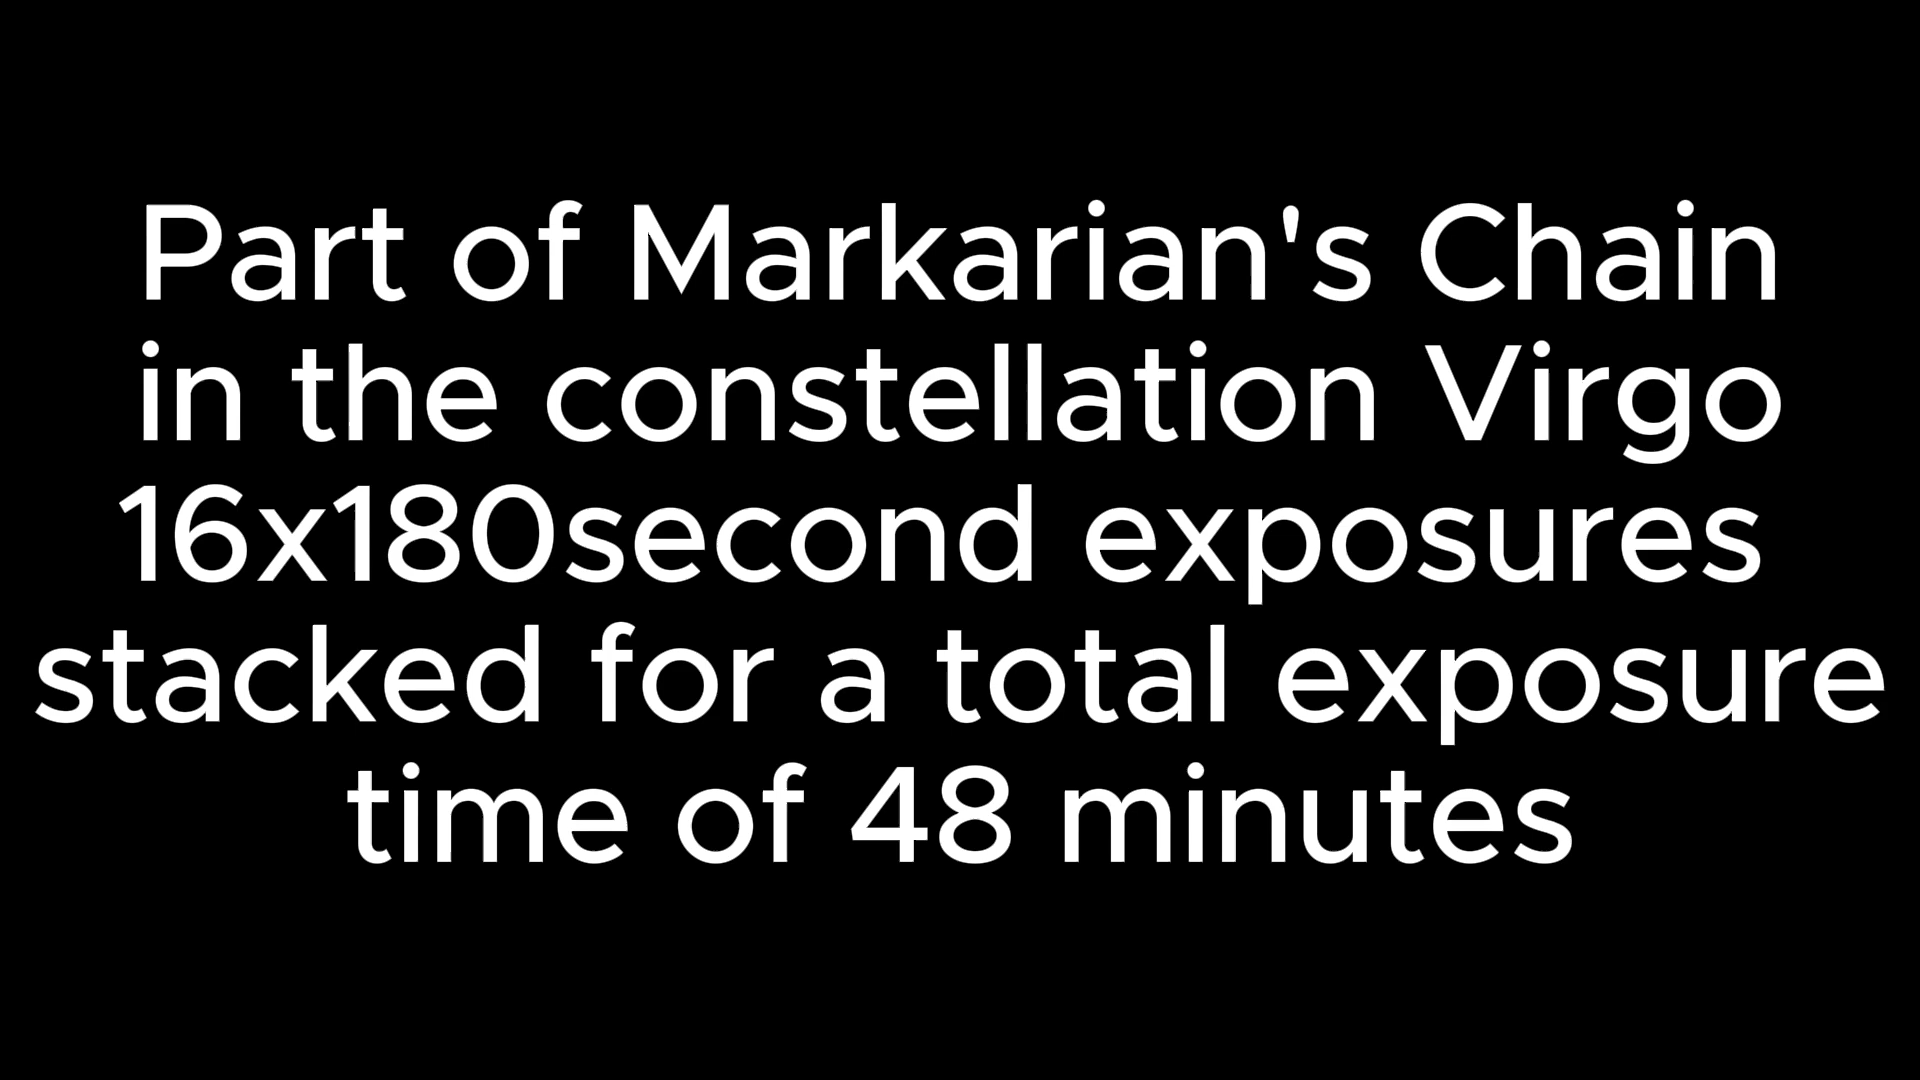 Part of Markarian's Chain
in the constellation Virgo
16x180second exposures
stacked for a total exposure
time of 48 minutes